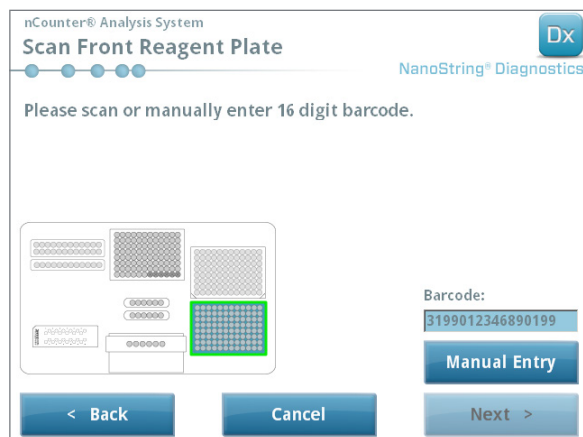 nCounter® Analysis System
Scan Front Reagent Plate
Dx
NanoString® Diagnostics
Please scan or manually enter 16 digit barcode.
Barcode:
3199012346890199
Manual Entry
< Back
Cancel
Next >